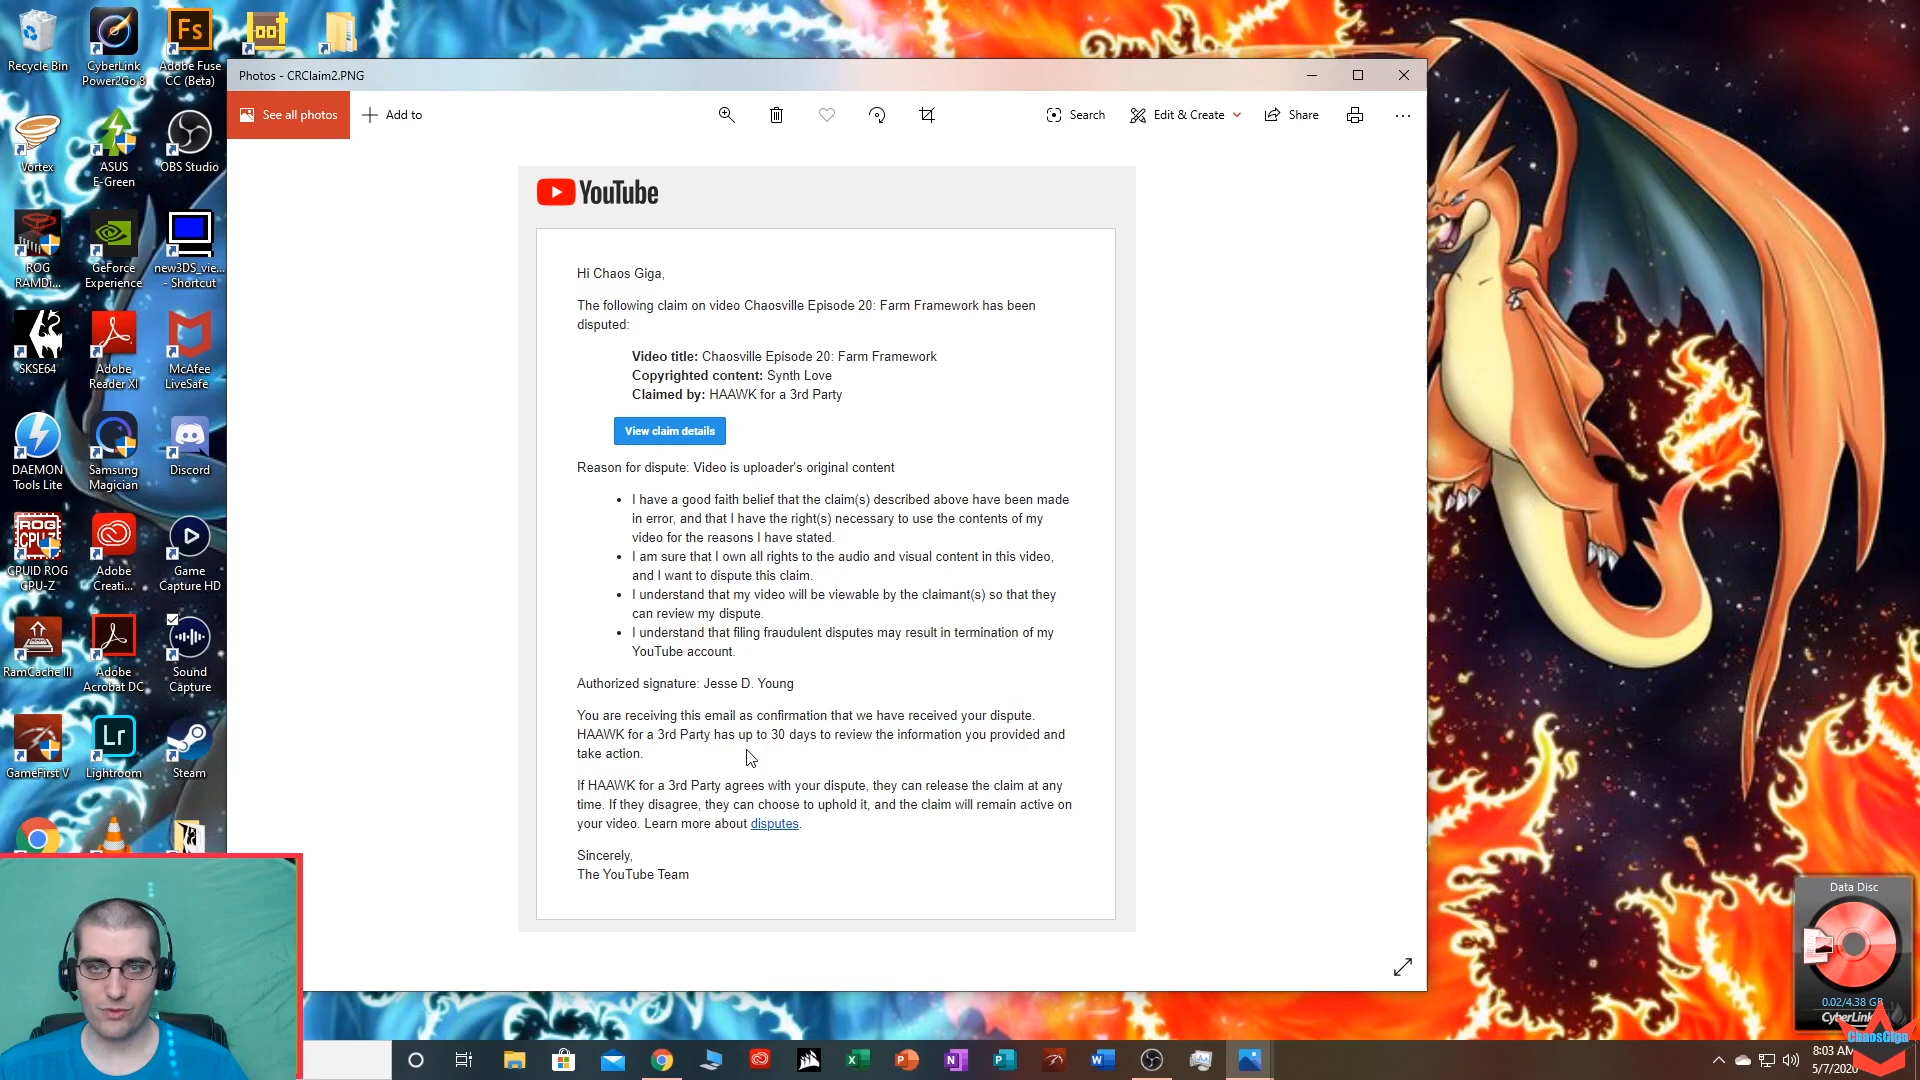 Recycle Bin
CyberLink
Power2Go 8
Adobe Fuse
CC (Beta)
Fs
Vortex
ASUS
E-Green
OBS Studio
ROG
RAMDi...
GeForce
Experience
new3DS_vie...
- Shortcut
SKSE64
Adobe
Reader XI
McAfee
LiveSafe
DAEMON
Tools Lite
Samsung
Magician
Discord
CPUID ROG
CPU-Z
Adobe
Creati...
Game
Capture HD
RamCache III
Adobe
Acrobat DC
Sound
Capture
GameFirst V
Lr
Lightroom
Steam
Photos - CRClaim2.PNG
See all photos
Add to
Search
Edit & Create
Share
YouTube
Hi Chaos Giga,
The following claim on video Chaosville Episode 20: Farm Framework has been
disputed:
Video title: Chaosville Episode 20: Farm Framework
Copyrighted content: Synth Love
Claimed by: HAAWK for a 3rd Party
View claim details
Reason for dispute: Video is uploader's original content
• I have a good faith belief that the claim(s) described above have been made
in error, and that I have the right(s) necessary to use the contents of my
video for the reasons I have stated.
• I am sure that I own all rights to the audio and visual content in this video,
and I want to dispute this claim.
• I understand that my video will be viewable by the claimant(s) so that they
can review my dispute.
• I understand that filing fraudulent disputes may result in termination of my
YouTube account.
Authorized signature: Jesse D. Young
You are receiving this email as confirmation that we have received your dispute.
HAAWK for a 3rd Party has up to 30 days to review the information you provided and
take action.
If HAAWK for a 3rd Party agrees with your dispute, they can release the claim at any
time. If they disagree, they can choose to uphold it, and the claim will remain active on
your video. Learn more about disputes.
Sincerely,
The YouTube Team
Data Disc
0.02/4.38 GB
CyberLink
ChaosGiga
8:03 AM
5/7/2020